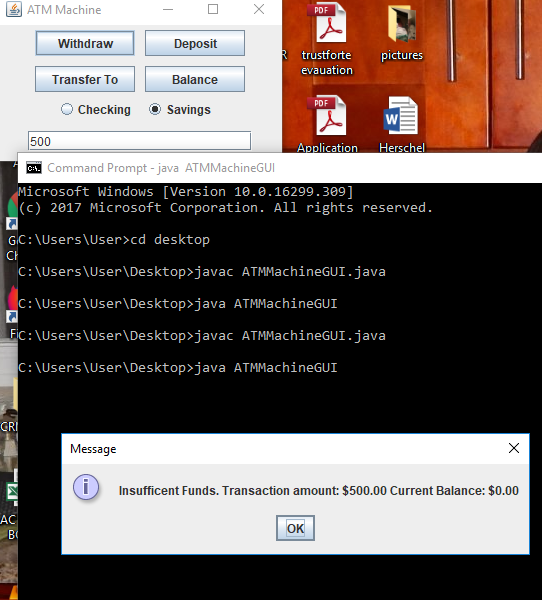 ATM Machine
Withdraw
Deposit
Transfer To
Balance
Checking
Savings
500
PDF
trustforte
evauation
pictures
PDF
Application
W
Herschel
Command Prompt - java ATMMachineGUI
Microsoft Windows [Version 10.0.16299.309]
(c) 2017 Microsoft Corporation. All rights reserved.
C:\Users\User>cd desktop
C:\Users\User\Desktop>javac ATMMachineGUI.java
C:\Users\User\Desktop>java ATMMachineGUI
C:\Users\User\Desktop>javac ATMMachineGUI.java
C:\Users\User\Desktop>java ATMMachineGUI
Message
Insufficent Funds. Transaction amount: $500.00 Current Balance: $0.00
OK